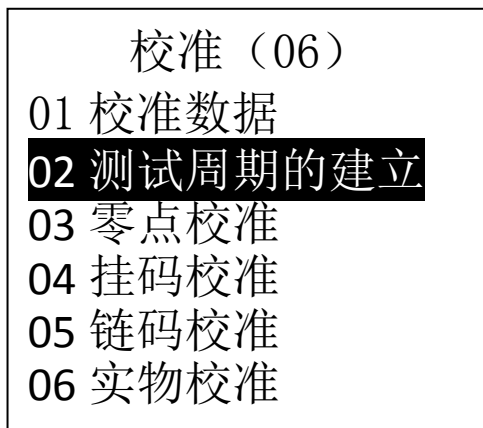 校准（06）
01 校准数据
02 测试周期的建立
03 零点校准
04 挂码校准
05 链码校准
06 实物校准